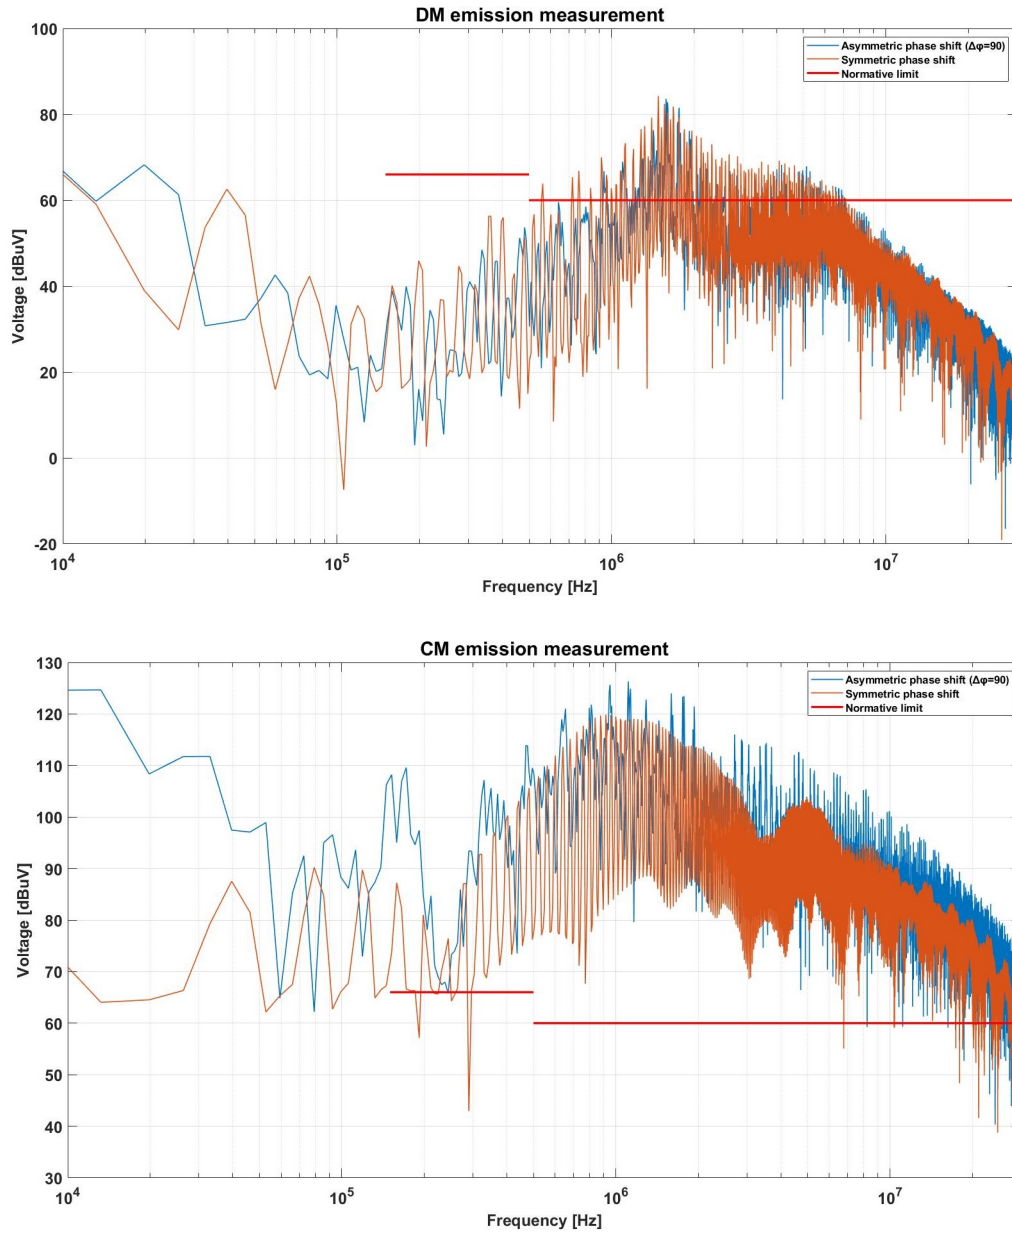 DM emission measurement
Asymmetric phase shift (Δφ=90)
Symmetric phase shift
Normative limit
Voltage [dBuV]
100
80
60
40
20
0
-20
10^4 10^5 10^6 10^7
Frequency [Hz]
CM emission measurement
Asymmetric phase shift (Δφ=90)
Symmetric phase shift
Normative limit
Voltage [dBuV]
130
120
110
100
90
80
70
60
50
40
30
10^4 10^5 10^6 10^7
Frequency [Hz]